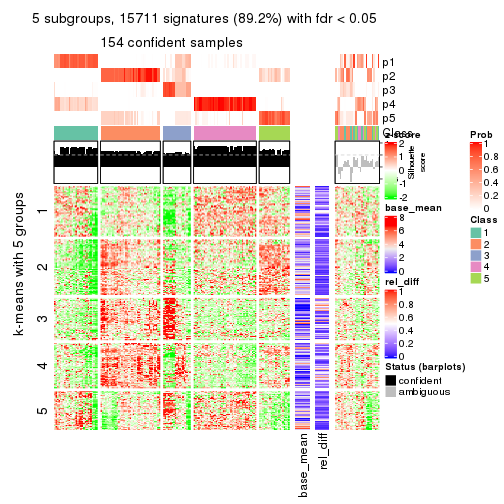 5 subgroups, 15711 signatures (89.2%) with fdr < 0.05
154 confident samples
p1
p2
p3
p4
p5
Class
Silhouette
score
k-means with 5 groups
1
2
3
4
5
base_mean
rel_diff
z-score
2
1
0
-1
-2
base_mean
8
6
4
2
0
rel_diff
1
0.8
0.6
0.4
0.2
0
Status (barplots)
confident
ambiguous
Prob
1
0.8
0.6
0.4
0.2
0
Class
1
2
3
4
5